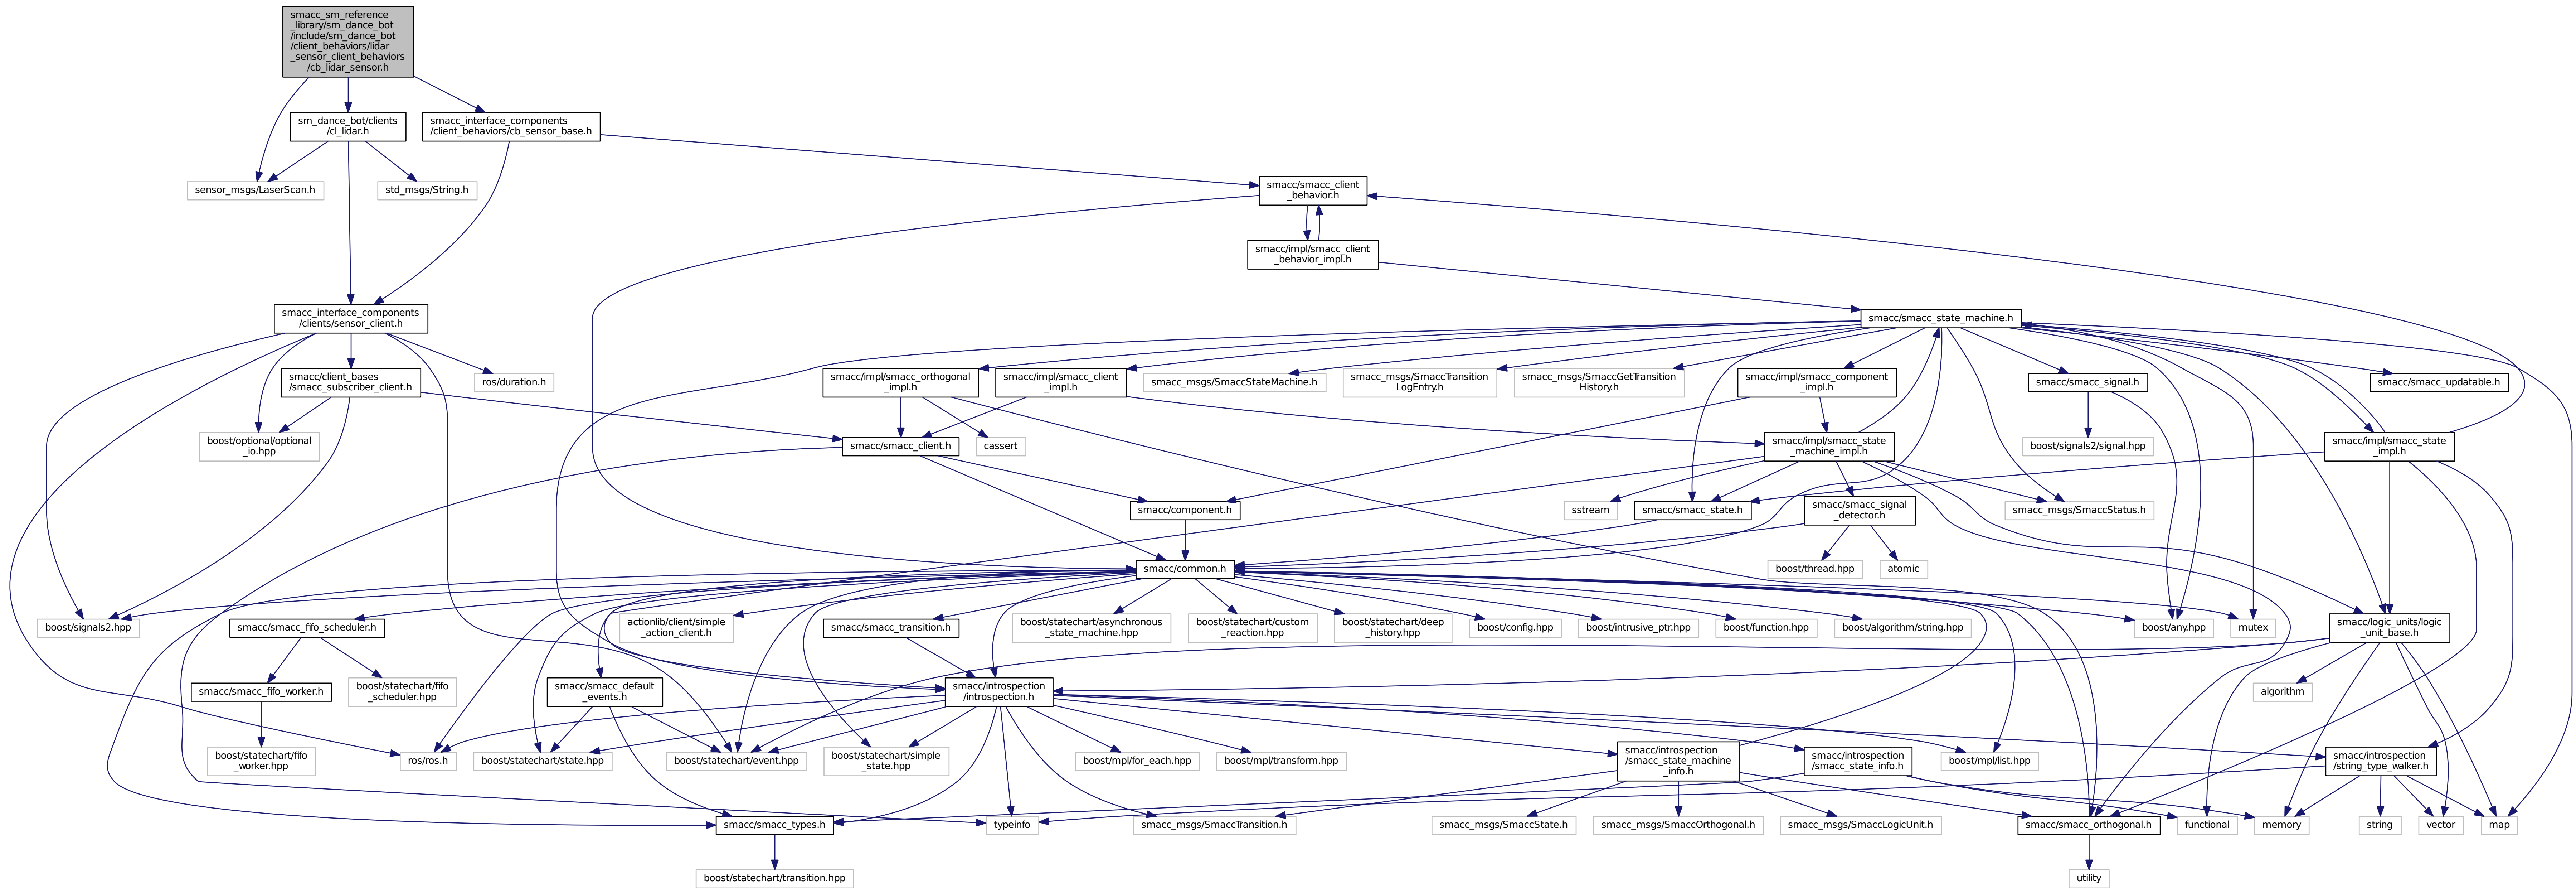 smacc_sm_reference
_library/sm_dance_bot
/include/sm_dance_bot
/client_behaviors/lidar
_sensor_client_behaviors
/cb_lidar_sensor.h
sm_dance_bot/clients
/cl_lidar.h
smacc_interface_components
/client_behaviors/cb_sensor_base.h
sensor_msgs/LaserScan.h
std_msgs/String.h
smacc/smacc_client
_behavior.h
smacc/impl/smacc_client
_behavior_impl.h
smacc_interface_components
/clients/sensor_client.h
smacc/smacc_state_machine.h
smacc/client_bases
/smacc_subscriber_client.h
ros/duration.h
smacc/impl/smacc_orthogonal
_impl.h
smacc/impl/smacc_client
_impl.h
smacc_msgs/SmaccStateMachine.h
smacc_msgs/SmaccTransition
LogEntry.h
smacc_msgs/SmaccGetTransition
History.h
smacc/impl/smacc_component
_impl.h
smacc/smacc_signal.h
smacc/smacc_updatable.h
boost/optional/optional
_io.hpp
smacc/smacc_client.h
cassert
smacc/impl/smacc_state
_machine_impl.h
boost/signals2/signal.hpp
smacc/impl/smacc_state
_impl.h
smacc/component.h
sstream
smacc/smacc_state.h
smacc/smacc_signal
_detector.h
smacc_msgs/SmaccStatus.h
smacc/common.h
boost/thread.hpp
atomic
boost/signals2.hpp
smacc/smacc_fifo_scheduler.h
actionlib/client/simple
_action_client.h
smacc/smacc_transition.h
boost/statechart/asynchronous
_state_machine.hpp
boost/statechart/custom
_reaction.hpp
boost/statechart/deep
_history.hpp
boost/config.hpp
boost/intrusive_ptr.hpp
boost/function.hpp
boost/algorithm/string.hpp
boost/any.hpp
mutex
smacc/logic_units/logic
_unit_base.h
smacc/smacc_fifo_worker.h
boost/statechart/fifo
_scheduler.hpp
smacc/smacc_default
_events.h
smacc/introspection
/introspection.h
algorithm
boost/statechart/fifo
_worker.hpp
ros/ros.h
boost/statechart/state.hpp
boost/statechart/event.hpp
boost/statechart/simple
_state.hpp
boost/mpl/for_each.hpp
boost/mpl/transform.hpp
smacc/introspection
/smacc_state_machine
_info.h
smacc/introspection
/smacc_state_info.h
boost/mpl/list.hpp
smacc/introspection
/string_type_walker.h
smacc/smacc_types.h
typeinfo
smacc_msgs/SmaccTransition.h
smacc_msgs/SmaccState.h
smacc_msgs/SmaccOrthogonal.h
smacc_msgs/SmaccLogicUnit.h
smacc/smacc_orthogonal.h
functional
memory
string
vector
map
boost/statechart/transition.hpp
utility